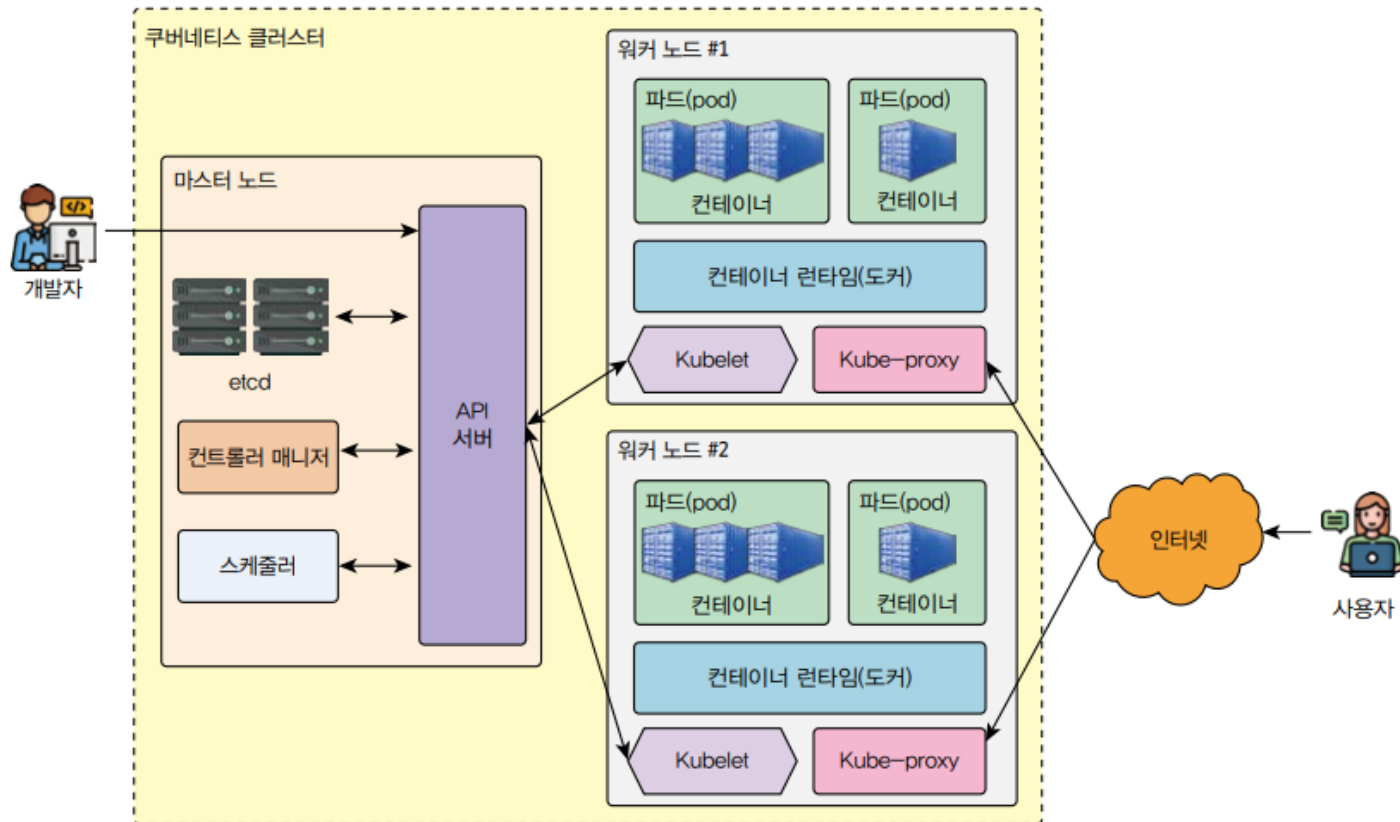 쿠버네티스 클러스터
워커 노드 #1
파드(pod)
파드(pod)
컨테이너
컨테이너
컨테이너 런타임(도커)
Kubelet
Kube-proxy
마스터 노드
개발자
etcd
API
서버
컨트롤러 매니저
스케줄러
워커 노드 #2
파드(pod)
파드(pod)
컨테이너
컨테이너
컨테이너 런타임(도커)
Kubelet
Kube-proxy
인터넷
사용자